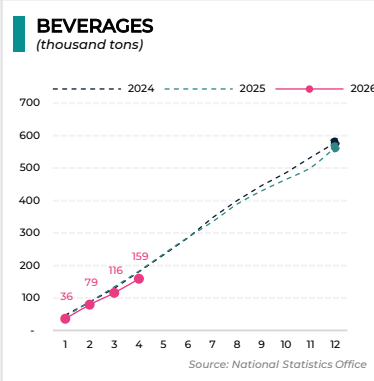 BEVERAGES
(thousand tons)
2024 2025 2026
700
600
500
400
300
200
100
-
36 79 116 159
1 2 3 4 5 6 7 8 9 10 11 12
Source: National Statistics Office